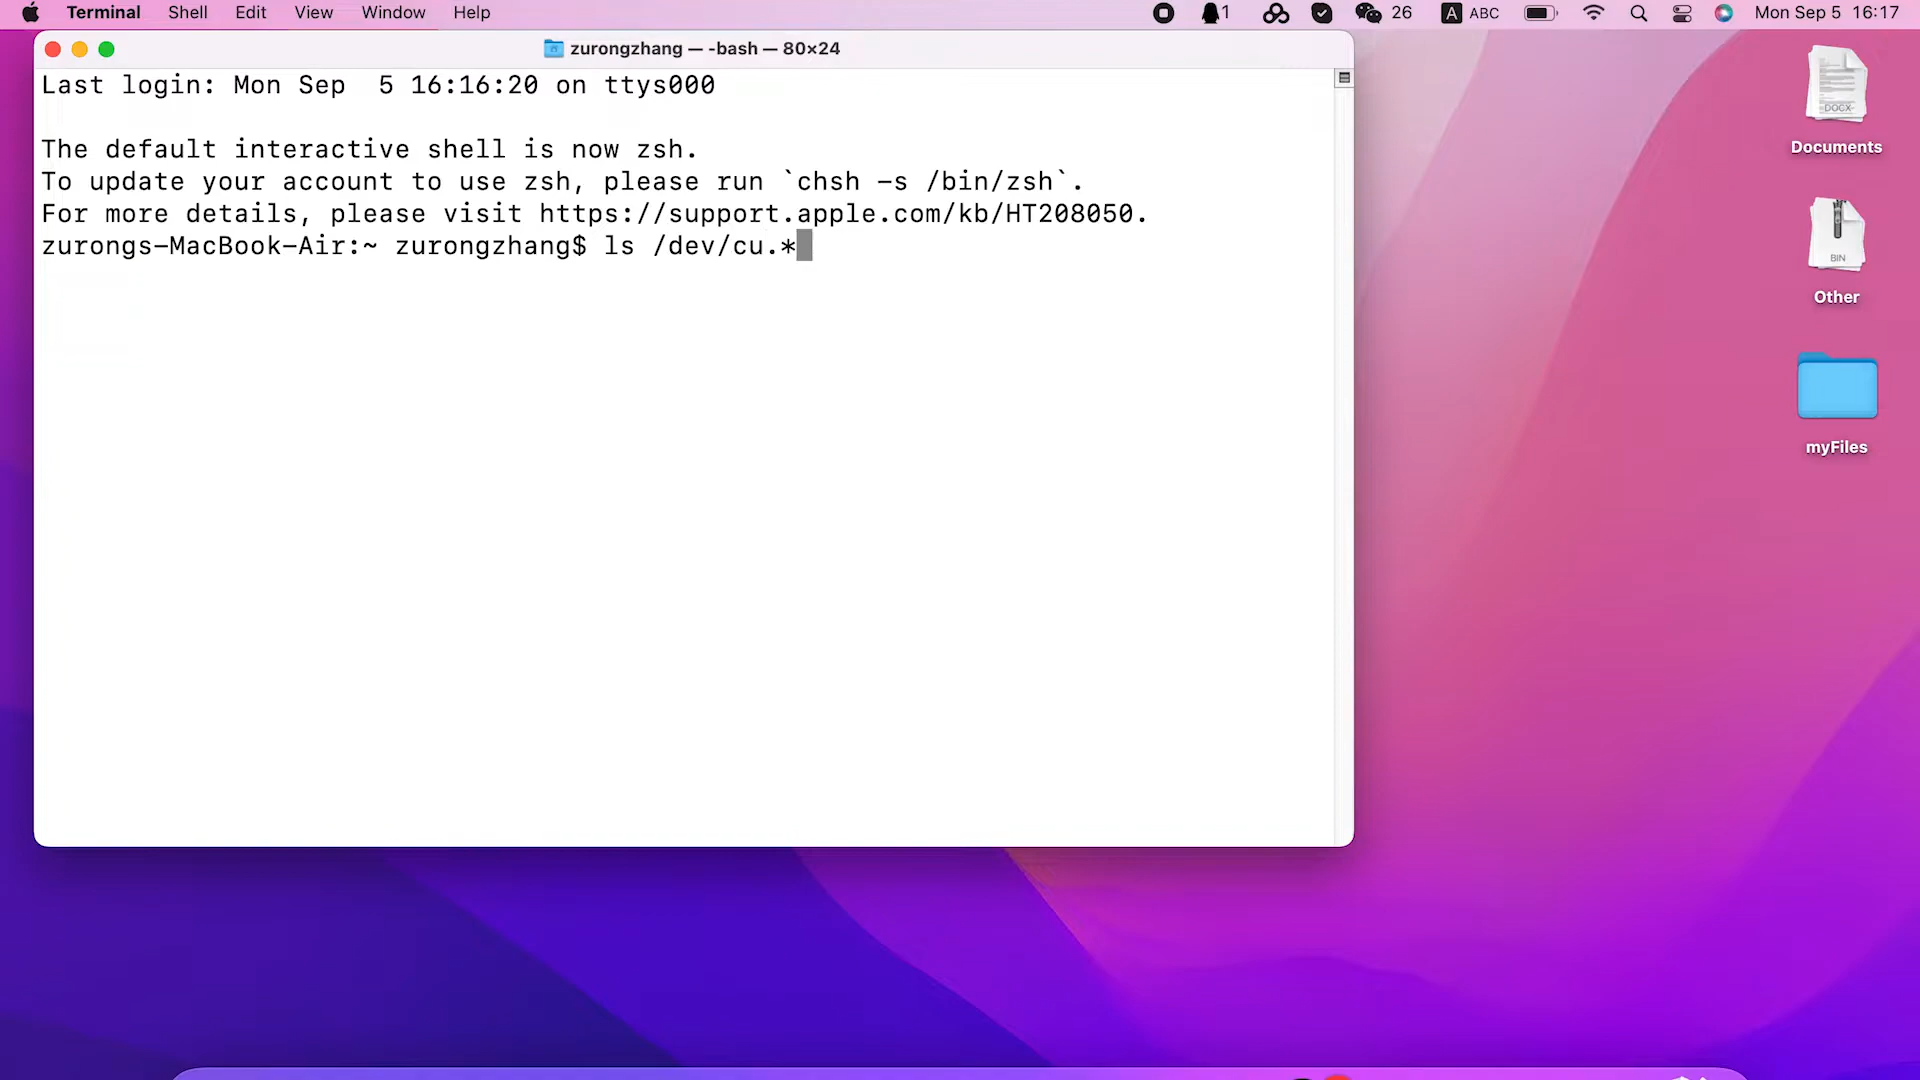 Terminal Shell Edit View Window Help 1 26 A ABC Mon Sep 5 16:17
zurongzhang — -bash — 80×24
Last login: Mon Sep  5 16:16:20 on ttys000
The default interactive shell is now zsh.
To update your account to use zsh, please run `chsh -s /bin/zsh`.
For more details, please visit https://support.apple.com/kb/HT208050.
zurongs-MacBook-Air:~ zurongzhang$ ls /dev/cu.*
DOCX
Documents
BIN
Other
myFiles